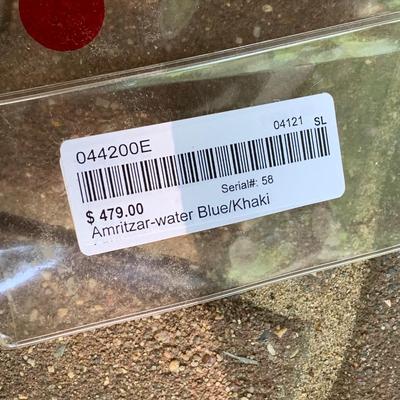 044200E 04121 SL
Serial#: 58
$ 479.00
Amritzar-water Blue/Khaki